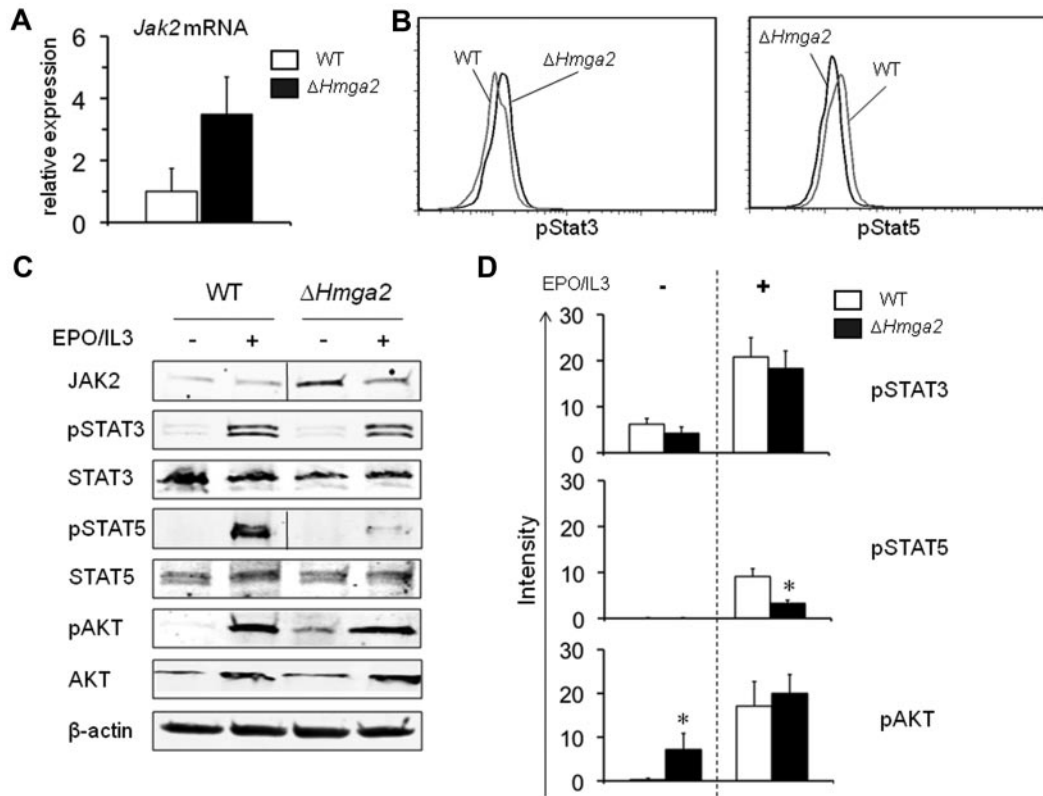 A
Jak2 mRNA
relative expression
6
4
2
0
WT
ΔHmga2
B
WT
ΔHmga2
pStat3
ΔHmga2
WT
pStat5
C
WT
ΔHmga2
EPO/IL3
-
+
-
+
JAK2
pSTAT3
STAT3
pSTAT5
STAT5
pAKT
AKT
β-actin
D
EPO/IL3
-
+
WT
ΔHmga2
Intensity
30
20
10
0
pSTAT3
30
20
10
0
*
pSTAT5
30
20
10
0
*
pAKT